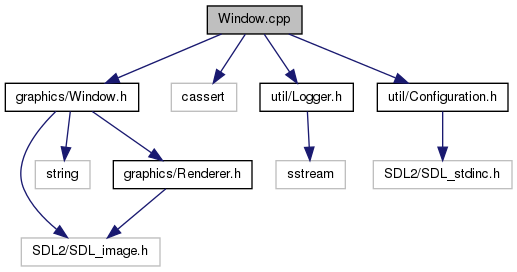 Window.cpp
graphics/Window.h
cassert
util/Logger.h
util/Configuration.h
string
graphics/Renderer.h
sstream
SDL2/SDL_stdinc.h
SDL2/SDL_image.h